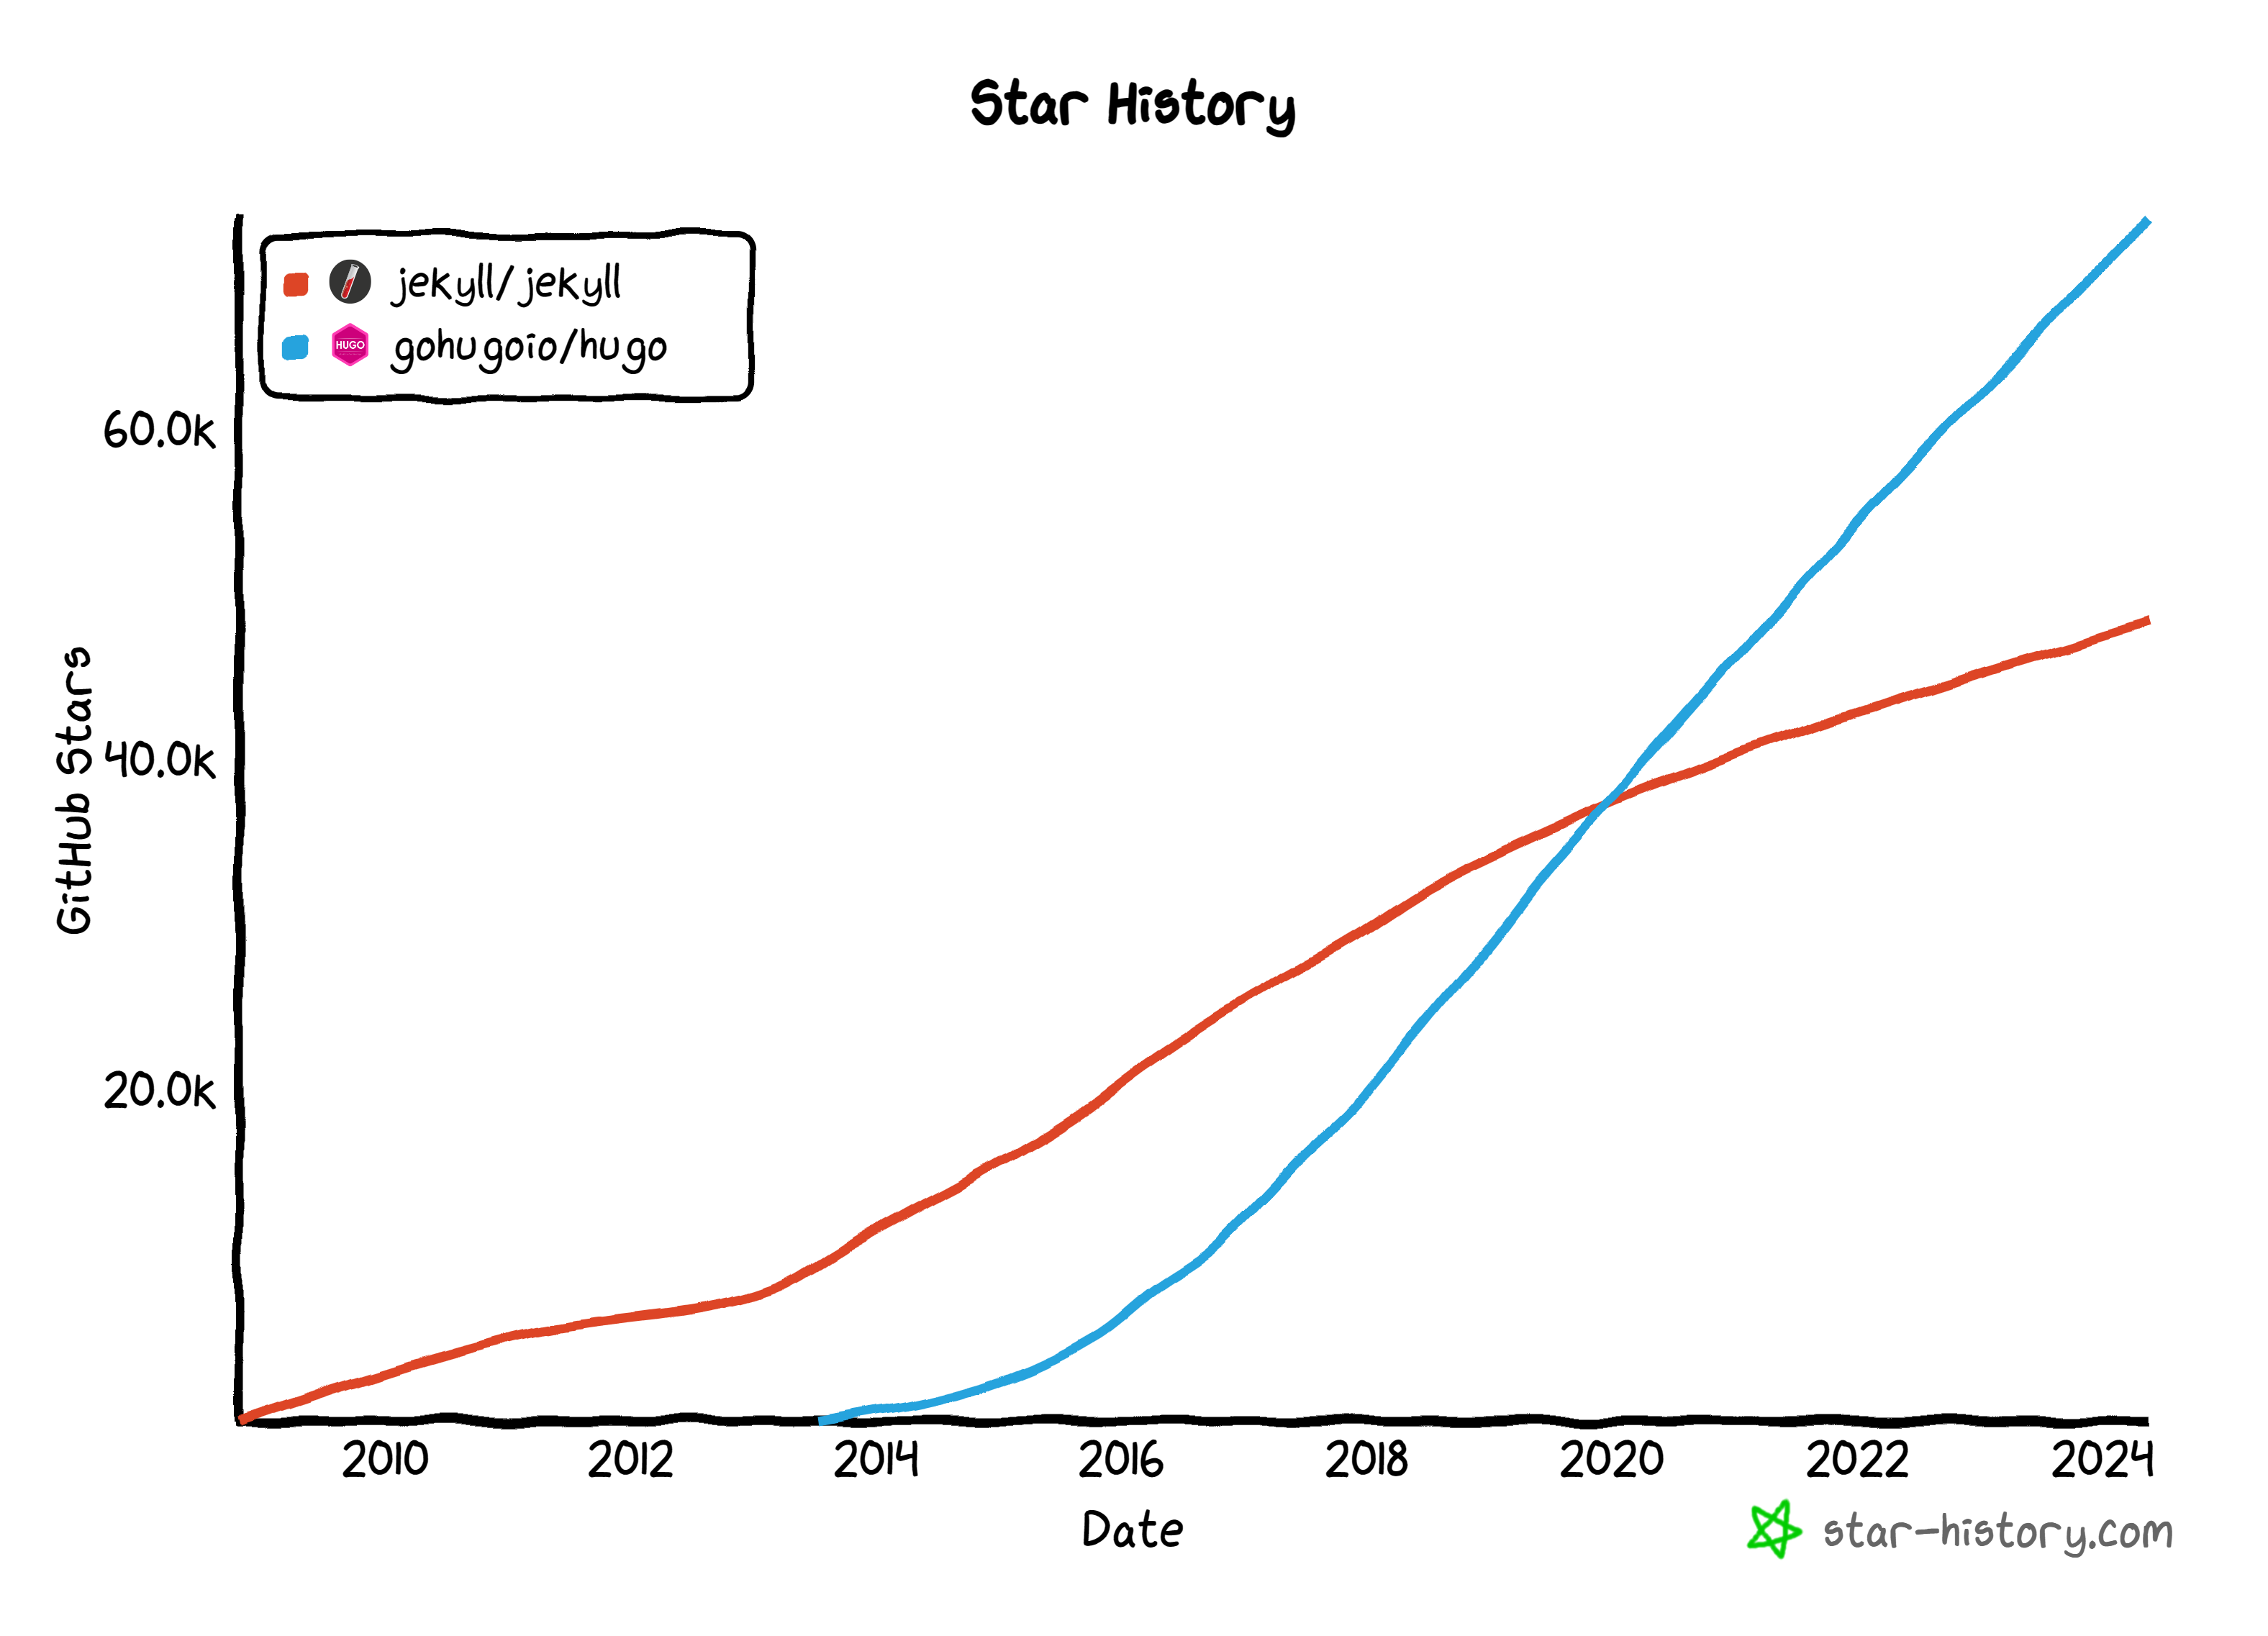 Star History
jekyll/jekyll
HUGO
gohugoio/hugo
GitHub Stars
60.0k
40.0k
20.0k
2010
2012
2014
2016
2018
2020
2022
2024
Date
star-history.com